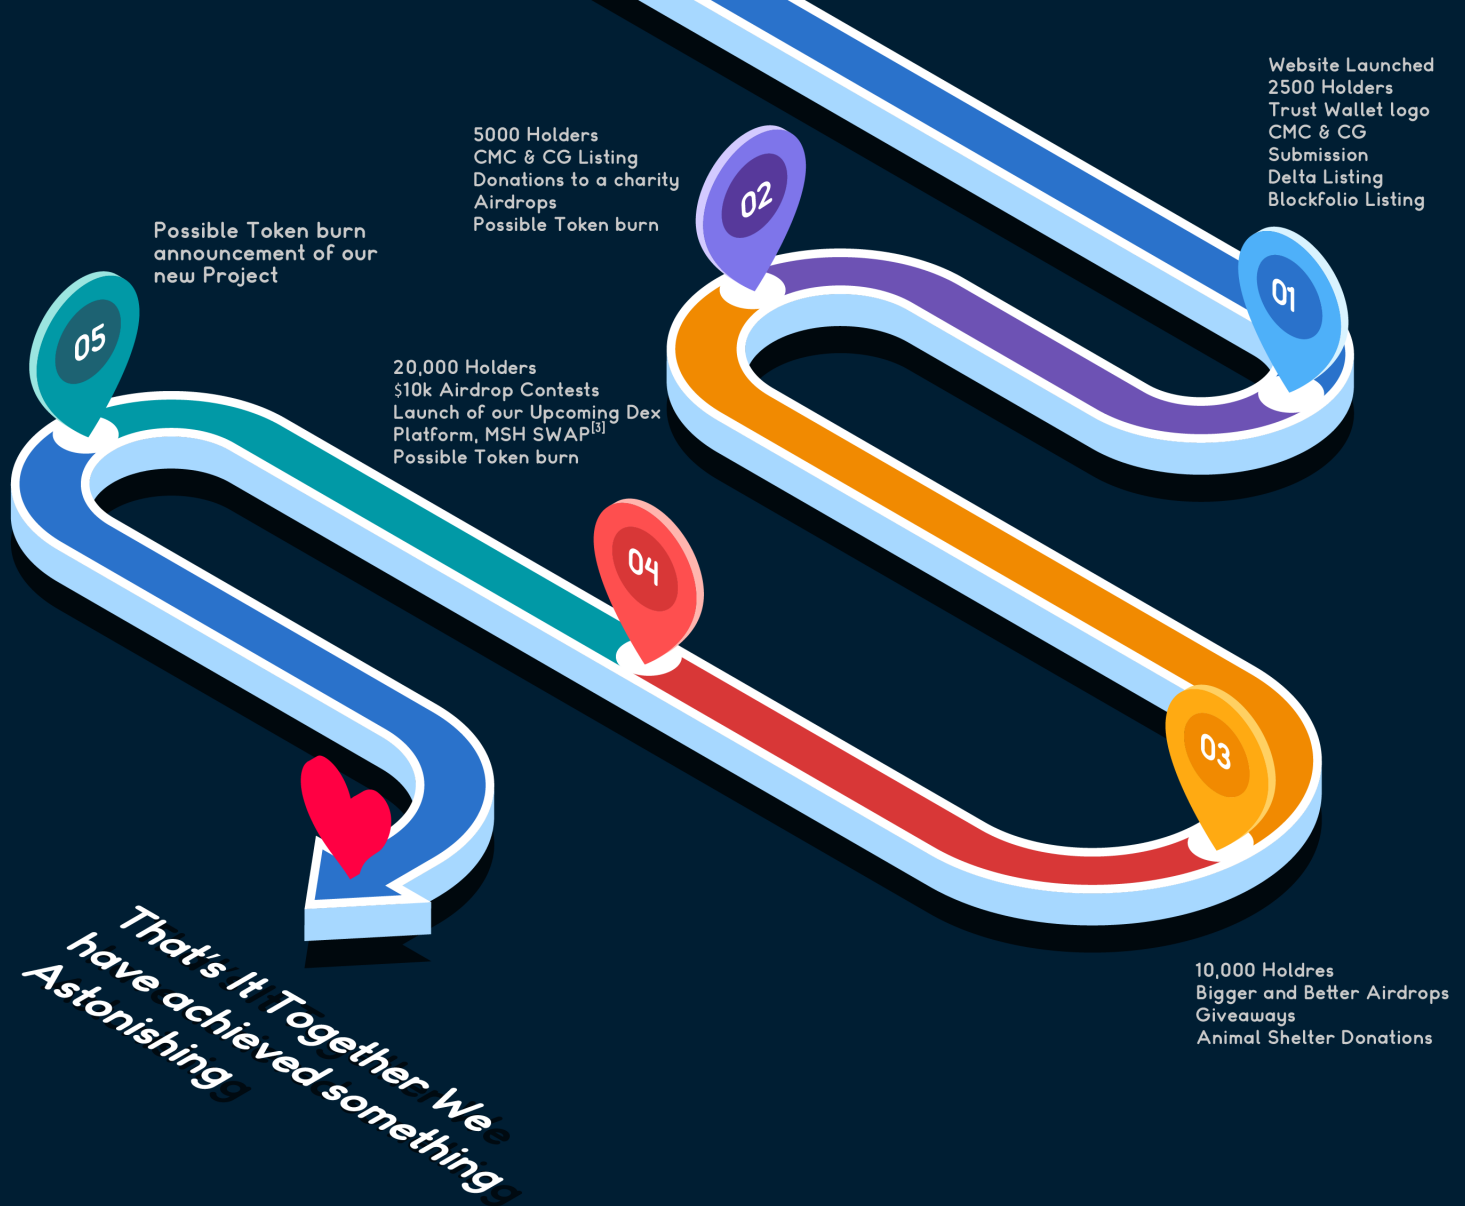 Website Launched
2500 Holders
Trust Wallet logo
CMC & CG
Submission
Delta Listing
Blockfolio Listing
01
5000 Holders
CMC & CG Listing
Donations to a charity
Airdrops
Possible Token burn
02
Possible Token burn
announcement of our
new Project
05
20,000 Holders
$10k Airdrop Contests
Launch of our Upcoming Dex
Platform, MSH SWAP[3]
Possible Token burn
04
03
10,000 Holdres
Bigger and Better Airdrops
Giveaways
Animal Shelter Donations
That's It Together We
have achieved something
Astonishing